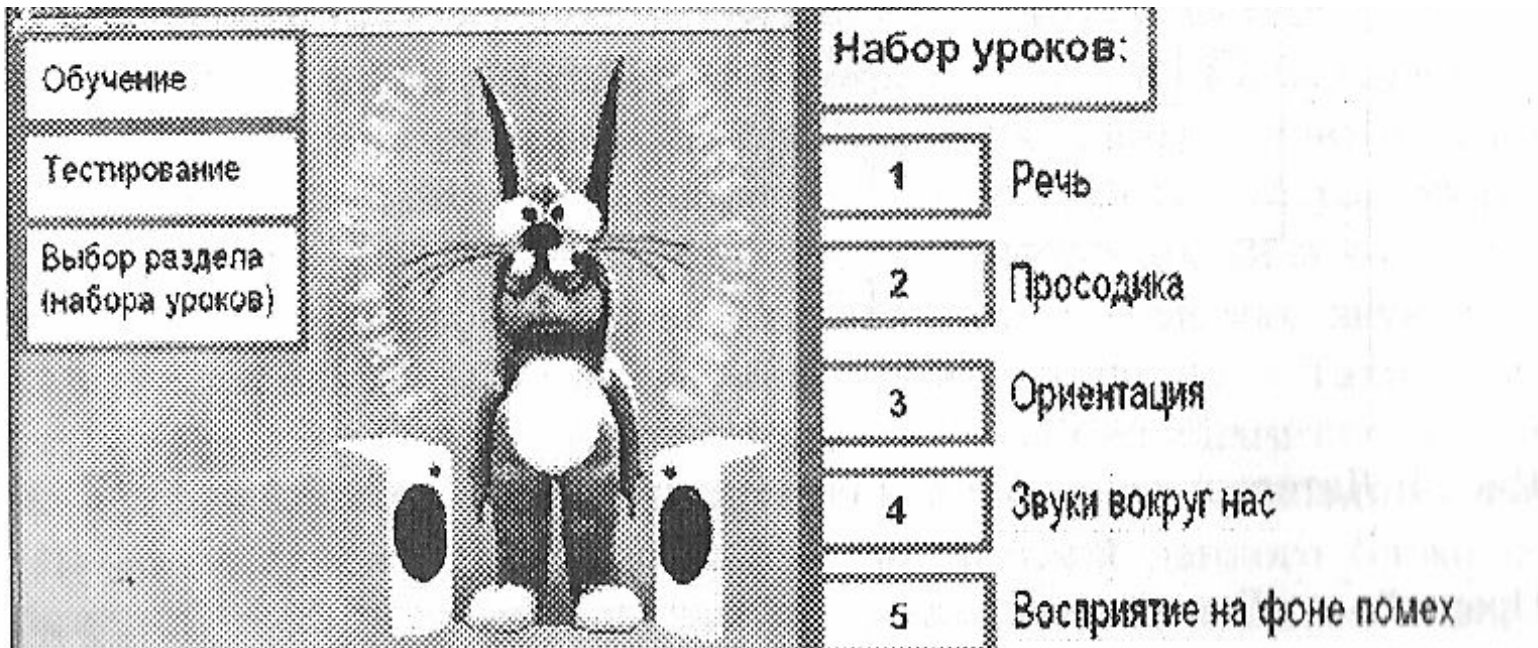 Обучение
Тестирование
Выбор раздела
(набора уроков)
Набор уроков:
1 Речь
2 Просодика
3 Ориентация
4 Звуки вокруг нас
5 Восприятие на фоне помех